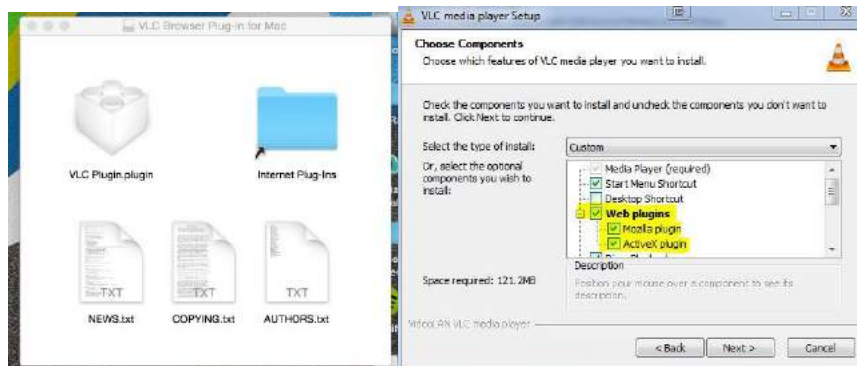 VLC Browser Plug-in for Mac
VLC Plugin.plugin
Internet Plug-Ins
TXT
TXT
TXT
NEWS.txt
COPYING.txt
AUTHORS.txt
VLC media player Setup
Choose Components
Choose which features of VLC media player you want to install.
Check the components you want to install and uncheck the components you don't want to
install. Click Next to continue.
Select the type of install:
Custom
Or, select the optional
components you wish to
install:
Media Player (required)
Start Menu Shortcut
Desktop Shortcut
Web plugins
Mozilla plugin
ActiveX plugin
Space required: 121.2MB
Description
Position your mouse over a component to see its
description.
VideoLAN VLC media player
< Back
Next >
Cancel